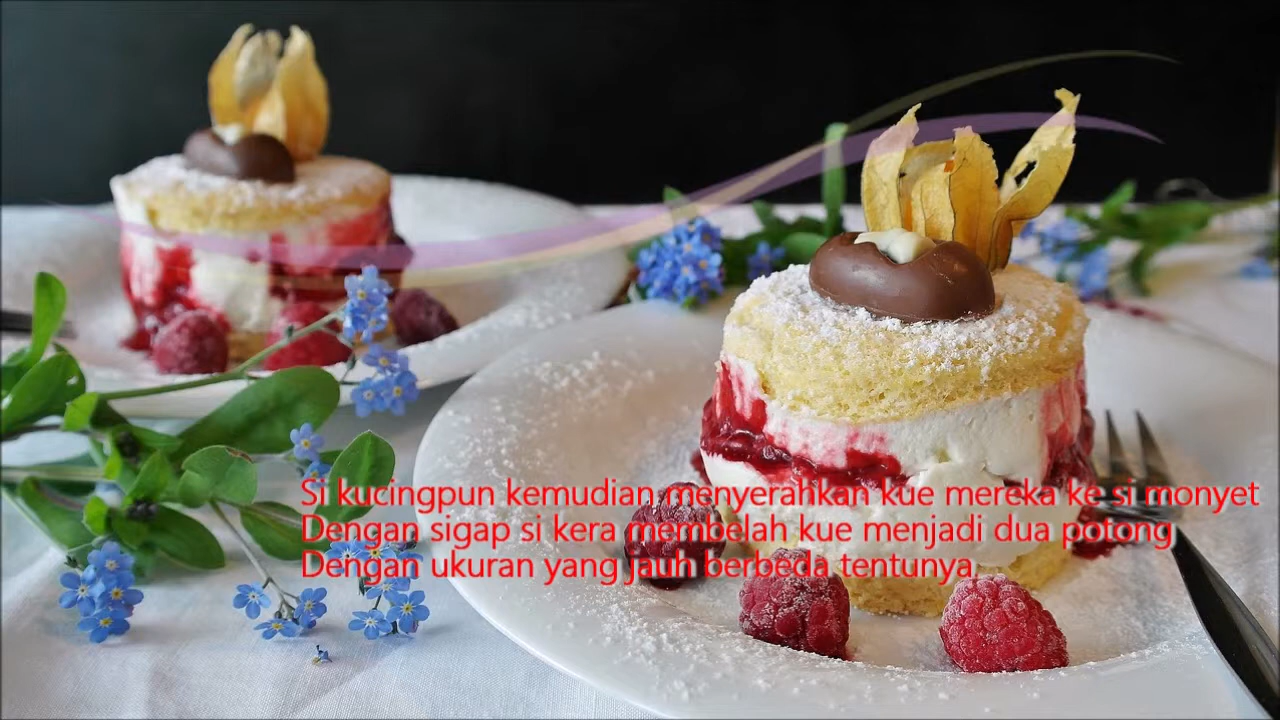 Si kucingpun kemudian menyerahkan kue mereka ke si monyet
Dengan sigap si kera membelah kue menjadi dua potong
Dengan ukuran yang jauh berbeda tentunya